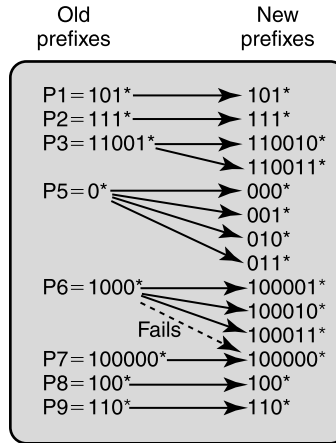 Old prefixes New prefixes
P1=101* 101*
P2=111* 111*
P3=11001* 110010*
110011*
P5=0* 000*
001*
010*
011*
P6=1000* 100001*
100010*
Fails 100011*
P7=100000* 100000*
P8=100* 100*
P9=110* 110*